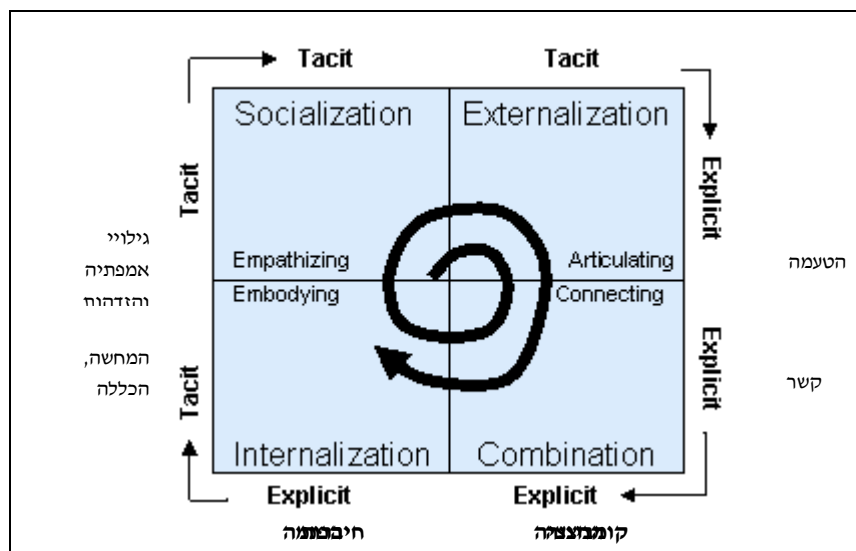 Tacit Tacit
Socialization Externalization
Tacit
Explicit
גילויי
אמפתיה
והזדהות
Empathizing Articulating
הטעמה
Embodying Connecting
המחשה,
הכללה
Tacit
Explicit
קשר
Internalization Combination
Explicit Explicit